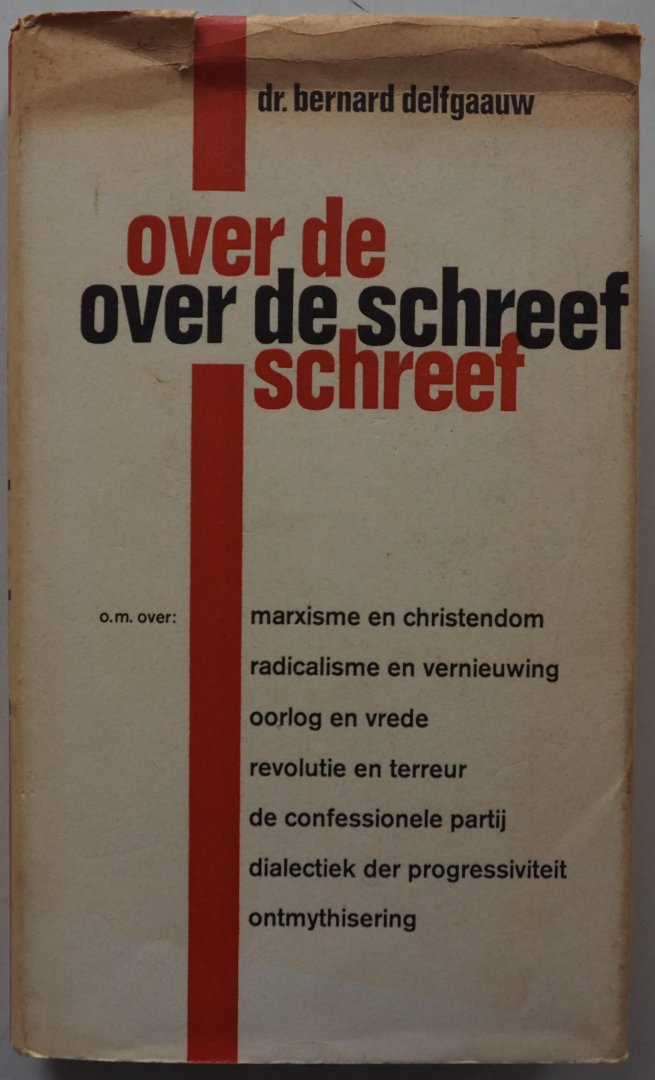 dr. bernard delfgaauw
over de
over de schreef
schreef
o.m. over:
marxisme en christendom
radicalisme en vernieuwing
oorlog en vrede
revolutie en terreur
de confessionele partij
dialectiek der progressiviteit
ontmythisering